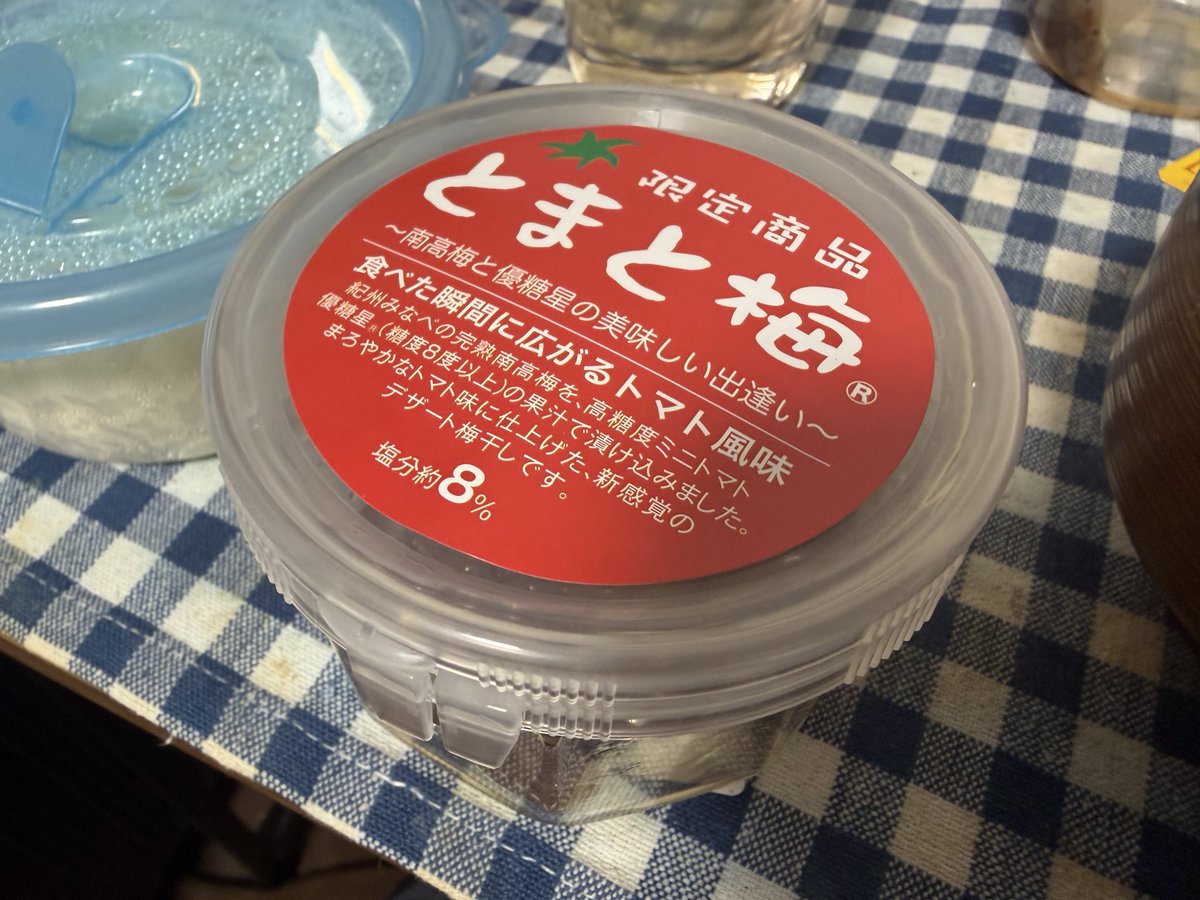 限定商品
とまと梅®
～南高梅と優糖星の美味しい出逢い～
食べた瞬間に広がるトマト風味
紀州みなべの完熟南高梅を、高糖度ミニトマト
優糖星®(糖度8度以上)の果汁で漬け込みました。
まろやかなトマト味に仕上げた、新感覚の
デザート梅干しです。
塩分約8%